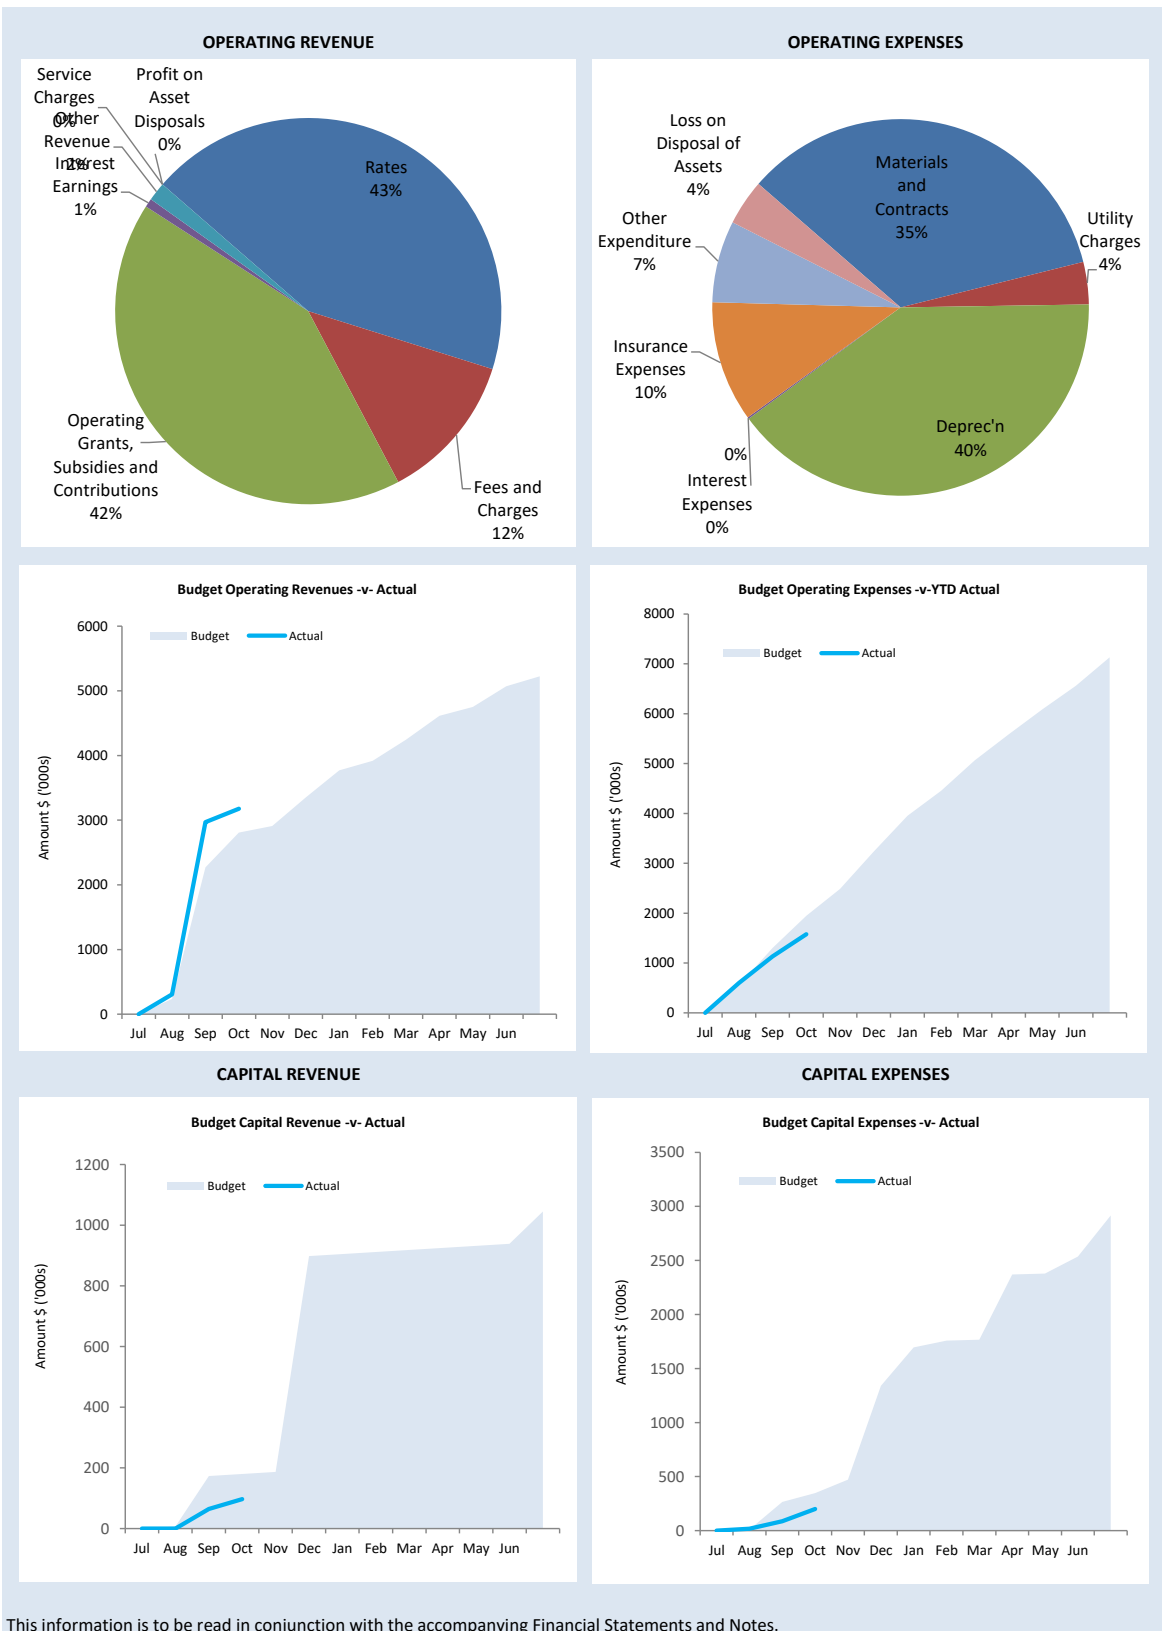 OPERATING REVENUE
Service
Charges
0%
Other
Revenue
2%
Interest
Earnings
1%
Profit on
Asset
Disposals
0%
Rates
43%
Operating
Grants,
Subsidies and
Contributions
42%
Fees and
Charges
12%
OPERATING EXPENSES
Loss on
Disposal of
Assets
4%
Materials
and
Contracts
35%
Utility
Charges
4%
Other
Expenditure
7%
Insurance
Expenses
10%
Deprec'n
40%
0%
Interest
Expenses
0%
Budget Operating Revenues -v- Actual
Budget Actual
Amount $ ('000s)
6000
5000
4000
3000
2000
1000
0
Jul Aug Sep Oct Nov Dec Jan Feb Mar Apr May Jun
Budget Operating Expenses -v-YTD Actual
Budget Actual
Amount $ ('000s)
8000
7000
6000
5000
4000
3000
2000
1000
0
Jul Aug Sep Oct Nov Dec Jan Feb Mar Apr May Jun
CAPITAL REVENUE
Budget Capital Revenue -v- Actual
Budget Actual
Amount $ ('000s)
1200
1000
800
600
400
200
0
Jul Aug Sep Oct Nov Dec Jan Feb Mar Apr May Jun
CAPITAL EXPENSES
Budget Capital Expenses -v- Actual
Budget Actual
Amount $ ('000s)
3500
3000
2500
2000
1500
1000
500
0
Jul Aug Sep Oct Nov Dec Jan Feb Mar Apr May Jun
This information is to be read in conjunction with the accompanying Financial Statements and Notes.